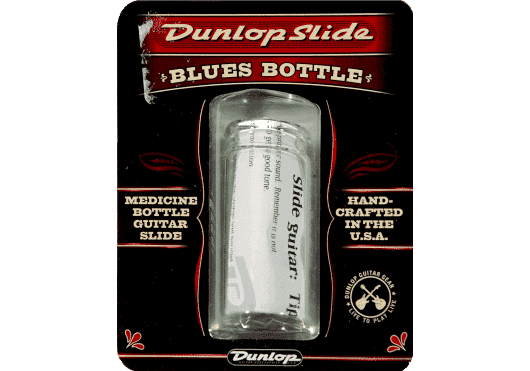 Dunlop Slide
BLUES BOTTLE
MEDICINE
BOTTLE
GUITAR
SLIDE
Slide guitar: Tip
sound. Remember it is not
good tone.
HAND-
CRAFTED
IN THE
U.S.A.
DUNLOP GUITAR GEAR
LIVE TO PLAY LIVE
Dunlop